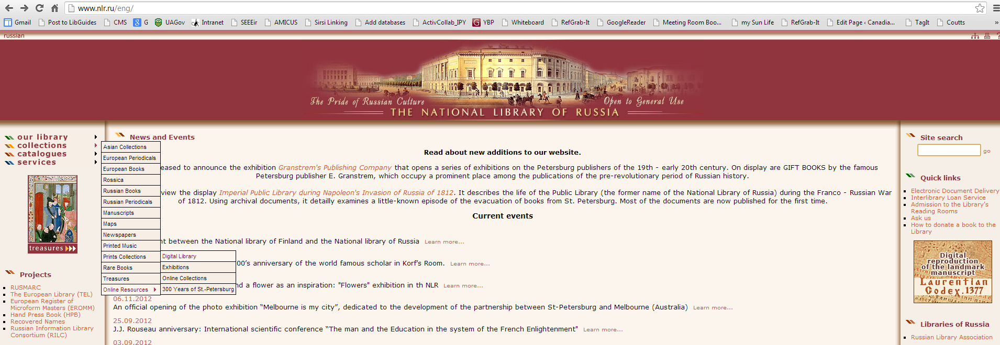 www.nlr.ru/eng/
Gmail Post to LibGuides CMS G UAGov Intranet SEEEir AMICUS Sirsi Linking Add databases ActivCollab_IPY YBP Whiteboard RefGrab-It GoogleReader Meeting Room Boo... my Sun Life RefGrab-It Edit Page ‹ Canadia... TagIt Coutts »
russian
The Pride of Russian Culture
Open to General Use
THE NATIONAL LIBRARY OF RUSSIA
our library
collections
catalogues
services
treasures
Projects
RUSMARC
The European Library (TEL)
European Register of
Microform Masters (EROMM)
Hand Press Book (HPB)
Recovered Names
Russian Information Library
Consortium (RILC)
Asian Collections
European Periodicals
European Books
Rossica
Russian Books
Russian Periodicals
Manuscripts
Maps
Newspapers
Printed Music
Prints Collections
Rare Books
Treasures
Online Resources
Digital Library
Exhibitions
Online Collections
300 Years of St.-Petersburg
News and Events
Read about new additions to our website.
eased to announce the exhibition Granstrem's Publishing Company that opens a series of exhibitions on the Petersburg publishers of the 19th - early 20th century. On display are GIFT BOOKS by the famous
Petersburg publisher E. Granstrem, which occupy a prominent place among the publications of the pre-revolutionary period of Russian history.
view the display Imperial Public Library during Napoleon's Invasion of Russia of 1812. It describes the life of the Public Library (the former name of the National Library of Russia) during the Franco - Russian War
of 1812. Using archival documents, it detailly examines a little-known episode of the evacuation of books from St. Petersburg. Most of the documents are now published for the first time.
Current events
nt between the National library of Finland and the National library of Russia Learn more...
00's anniversary of the world famous scholar in Korf's Room. Learn more...
nd a flower as an inspiration: "Flowers" exhibition in th NLR Learn more...
06.11.2012
An official opening of the photo exhibition “Melbourne is my city”, dedicated to the development of the partnership between St-Petersburg and Melbourne (Australia) Learn more...
25.09.2012
J.J. Rouseau anniversary: International scientific conference “The man and the Education in the system of the French Enlightenment" Learn more...
03.09.2012
Site search
go
Quick links
Electronic Document Delivery
Interlibrary Loan Service
Admission to the Library's
Reading Rooms
Ask us
How to donate a book to the
Library
Digital
reproduction
of the landmark
manuscript
Laurentian
Codex.1377
Libraries of Russia
Russian Library Association